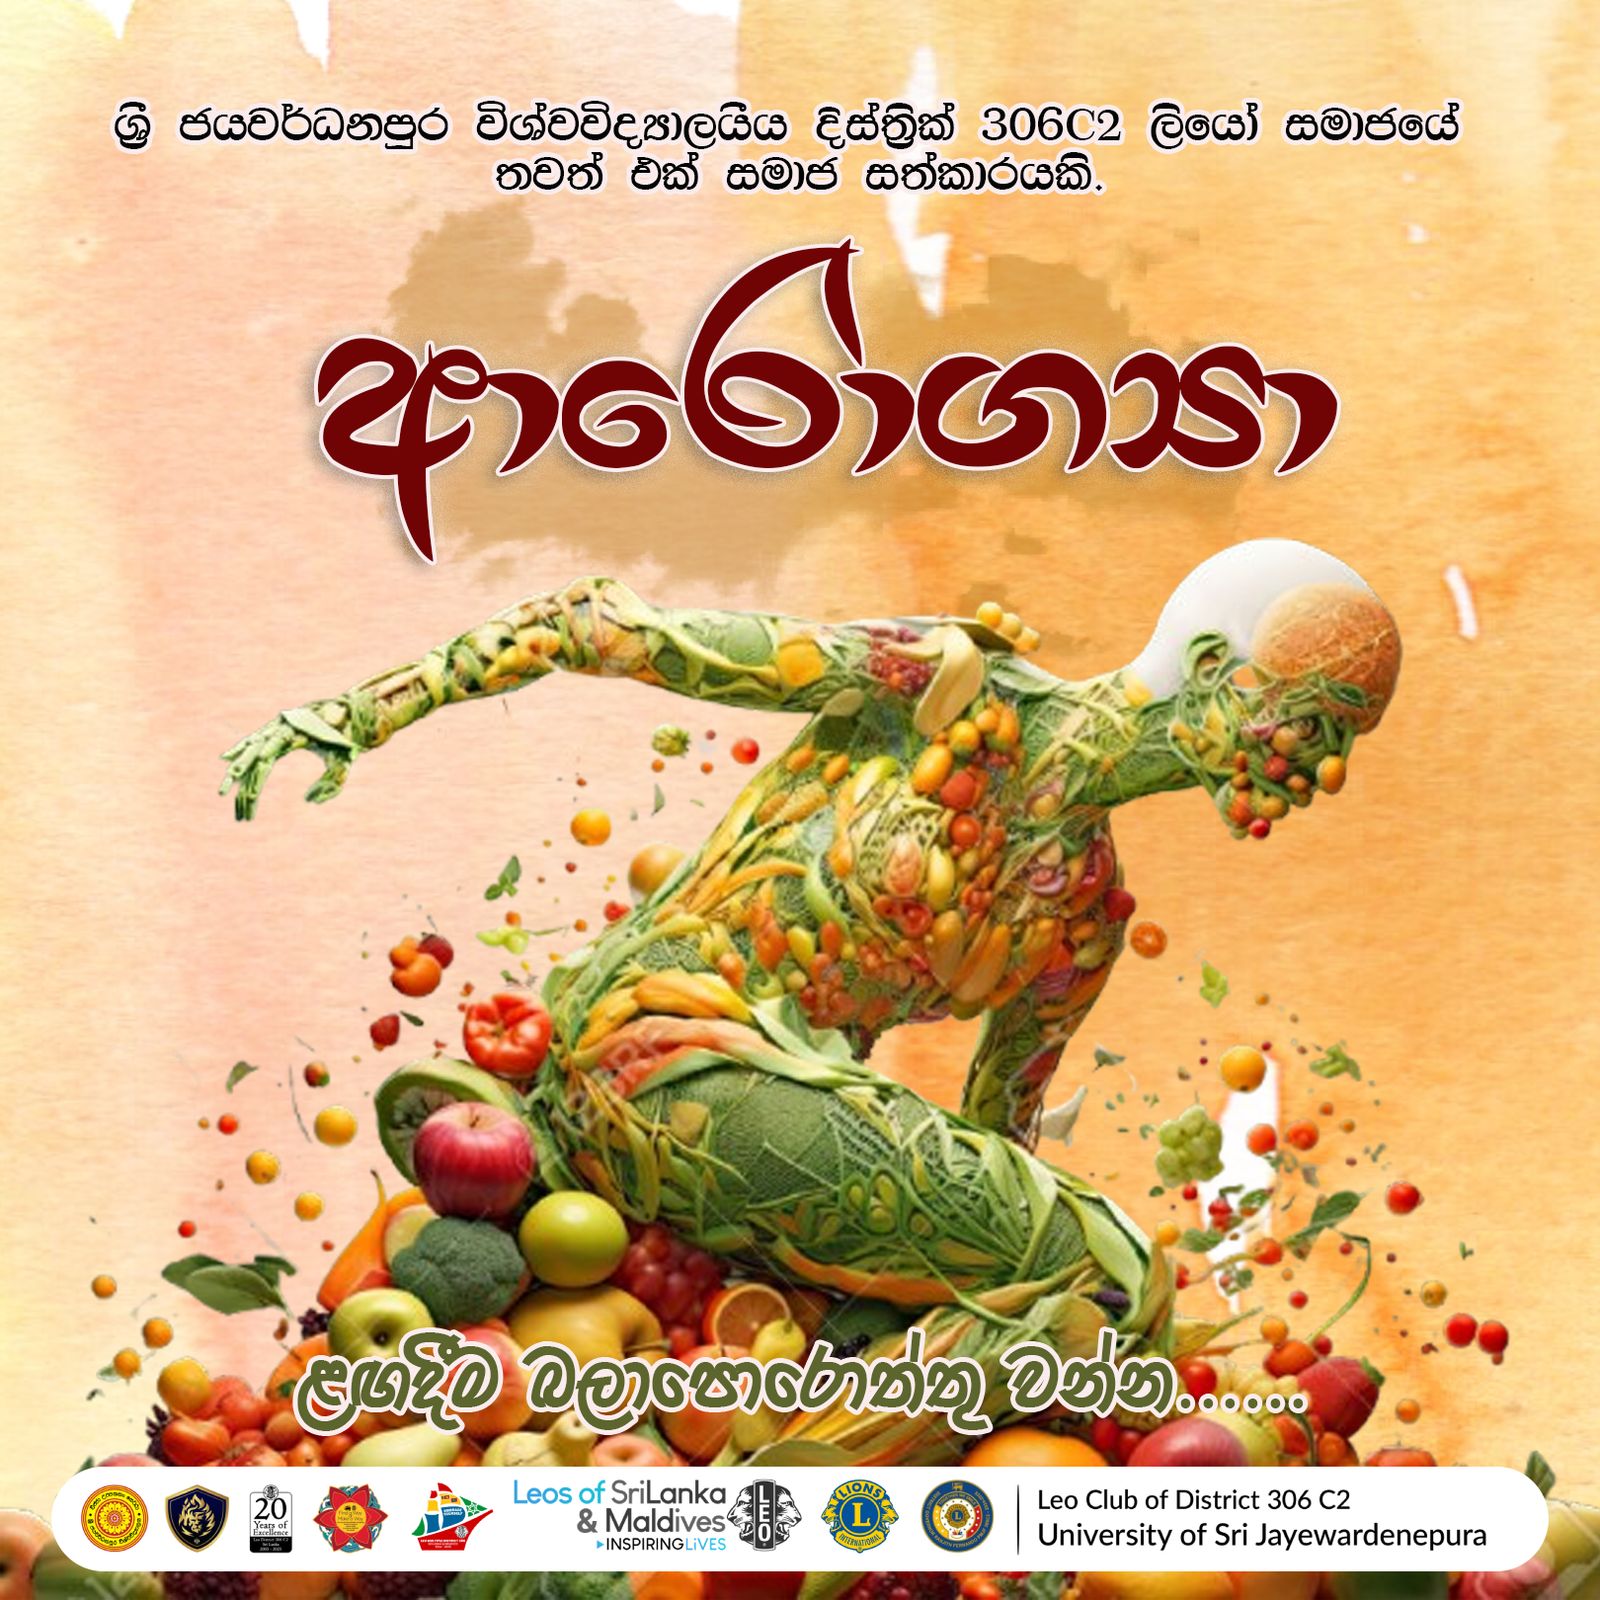 ශ්‍රී ජයවර්ධනපුර විශ්වවිද්‍යාලයීය දිස්ත්‍රික් 306C2 ලියෝ සමාජයේ
තවත් එක් සමාජ සත්කාරයකි.
ආරෝග්‍යා
ළඟදීම බලාපොරොත්තු වන්න......
20
Years of
Excellence
Leos of SriLanka
& Maldives
INSPIRING LiVES
LEO
LIONS
L
INTERNATIONAL
Leo Club of District 306 C2
University of Sri Jayewardenepura